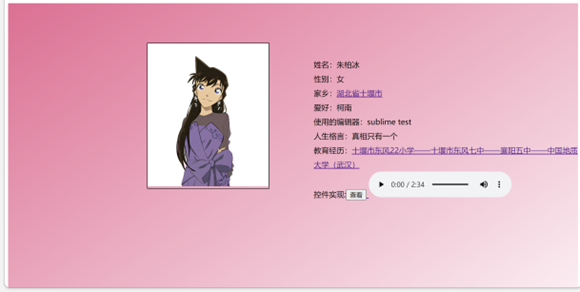 姓名：朱柏冰
性别：女
家乡：湖北省十堰市
爱好：柯南
使用的编辑器：sublime test
人生格言：真相只有一个
教育经历：十堰市东风22小学——十堰市东风七中——襄阳五中——中国地质
大学（武汉）
控件实现:查看 0:00 / 2:34